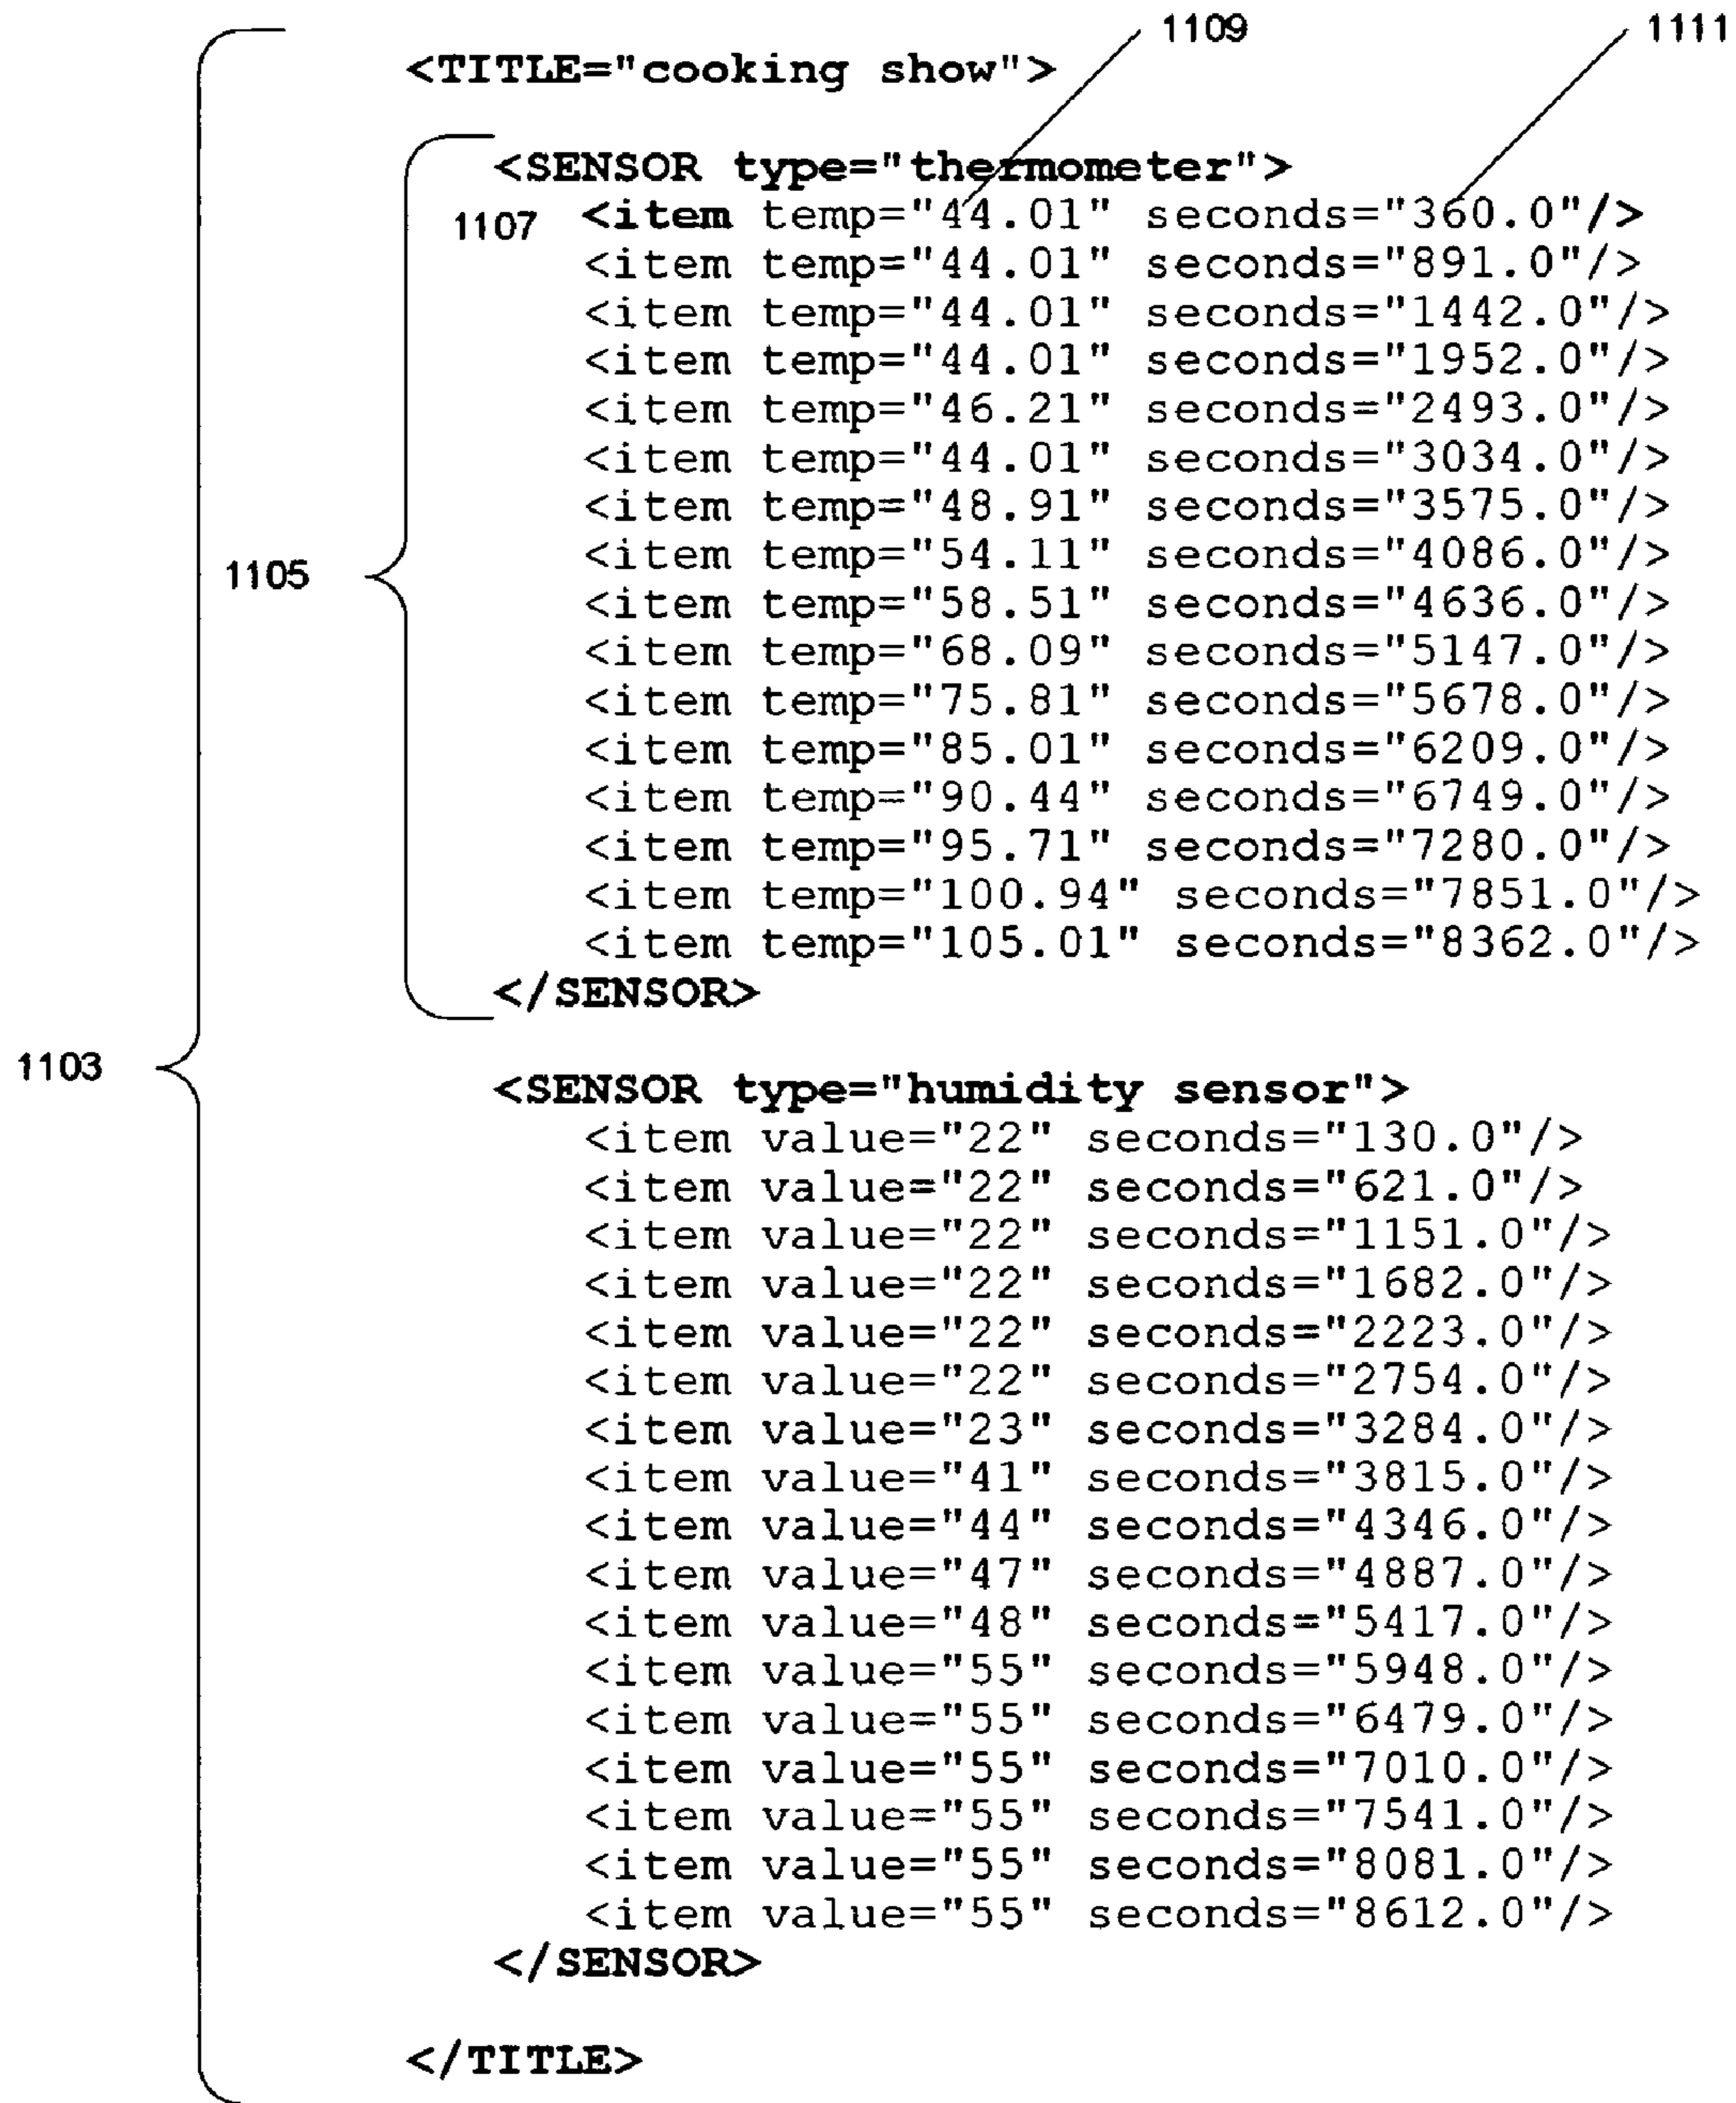 1109 1111
<TITLE="cooking show">
<SENSOR type="thermometer">
1107 <item temp="44.01" seconds="360.0"/>
<item temp="44.01" seconds="891.0"/>
<item temp="44.01" seconds="1442.0"/>
<item temp="44.01" seconds="1952.0"/>
<item temp="46.21" seconds="2493.0"/>
<item temp="44.01" seconds="3034.0"/>
<item temp="48.91" seconds="3575.0"/>
<item temp="54.11" seconds="4086.0"/>
1105
<item temp="58.51" seconds="4636.0"/>
<item temp="68.09" seconds="5147.0"/>
<item temp="75.81" seconds="5678.0"/>
<item temp="85.01" seconds="6209.0"/>
<item temp="90.44" seconds="6749.0"/>
<item temp="95.71" seconds="7280.0"/>
<item temp="100.94" seconds="7851.0"/>
<item temp="105.01" seconds="8362.0"/>
</SENSOR>
1103
<SENSOR type="humidity sensor">
<item value="22" seconds="130.0"/>
<item value="22" seconds="621.0"/>
<item value="22" seconds="1151.0"/>
<item value="22" seconds="1682.0"/>
<item value="22" seconds="2223.0"/>
<item value="22" seconds="2754.0"/>
<item value="23" seconds="3284.0"/>
<item value="41" seconds="3815.0"/>
<item value="44" seconds="4346.0"/>
<item value="47" seconds="4887.0"/>
<item value="48" seconds="5417.0"/>
<item value="55" seconds="5948.0"/>
<item value="55" seconds="6479.0"/>
<item value="55" seconds="7010.0"/>
<item value="55" seconds="7541.0"/>
<item value="55" seconds="8081.0"/>
<item value="55" seconds="8612.0"/>
</SENSOR>
</TITLE>